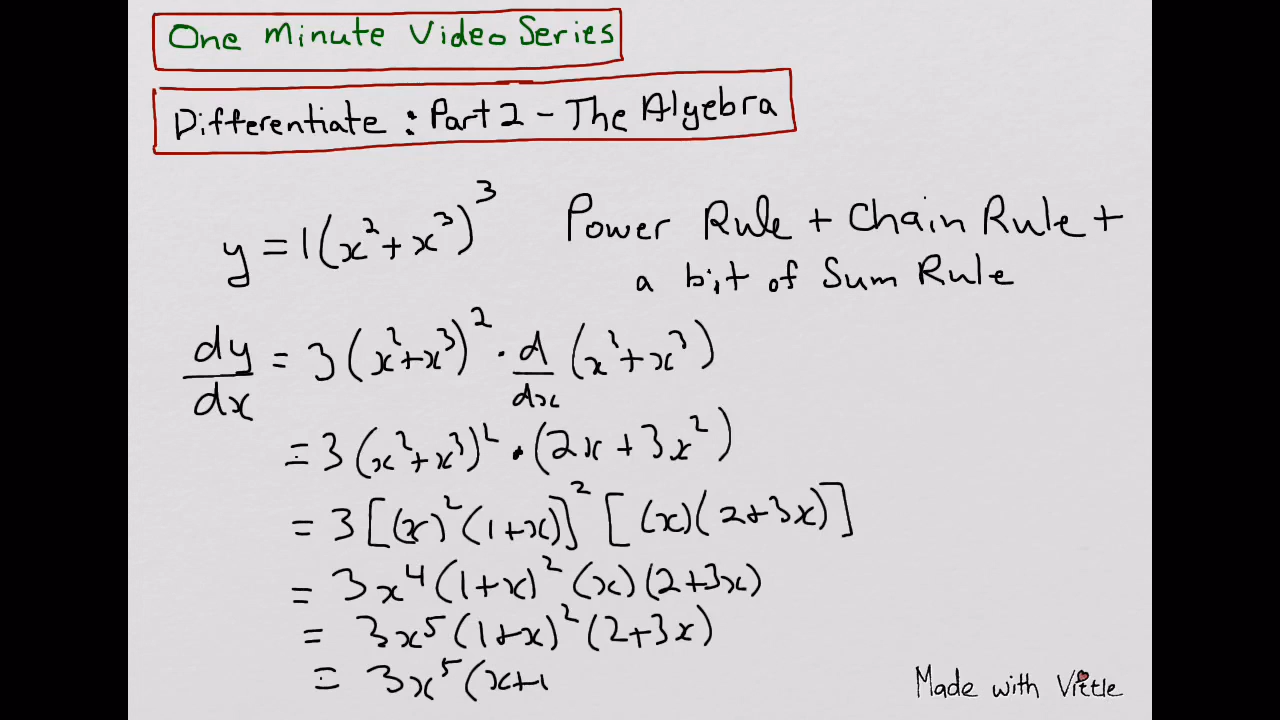 One Minute Video Series
Differentiate : Part 2 - The Algebra
y = 1(x²+x³)³ Power Rule + Chain Rule +
a bit of Sum Rule
dy/dx = 3(x²+x³)² · d/dx (x²+x³)
= 3(x²+x³)² · (2x + 3x²)
= 3[(x)²(1+x)]² [(x)(2+3x)]
= 3x⁴(1+x)²(x)(2+3x)
= 3x⁵(1+x)²(2+3x)
= 3x⁵(x+1
Made with Vittle